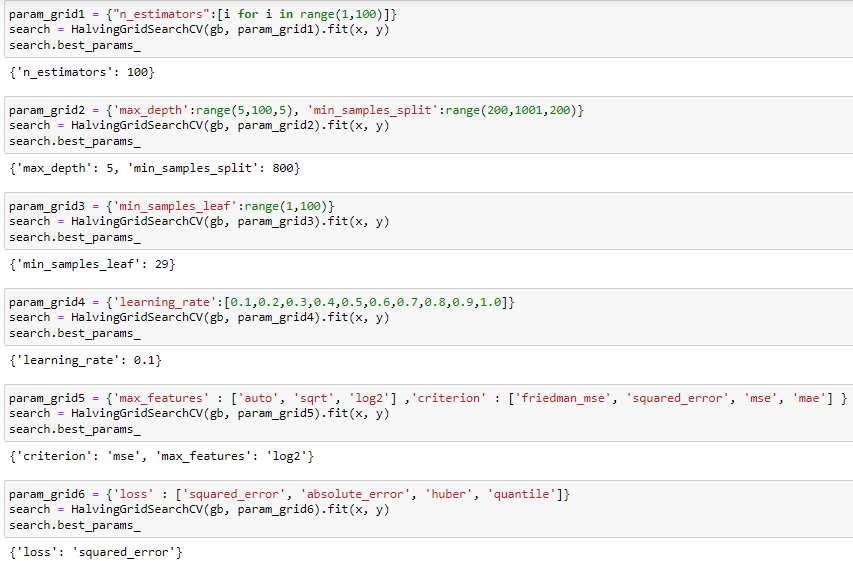 param_grid1 = {"n_estimators":[i for i in range(1,100)]}
search = HalvingGridSearchCV(gb, param_grid1).fit(x, y)
search.best_params_
{'n_estimators': 100}
param_grid2 = {'max_depth':range(5,100,5), 'min_samples_split':range(200,1001,200)}
search = HalvingGridSearchCV(gb, param_grid2).fit(x, y)
search.best_params_
{'max_depth': 5, 'min_samples_split': 800}
param_grid3 = {'min_samples_leaf':range(1,100)}
search = HalvingGridSearchCV(gb, param_grid3).fit(x, y)
search.best_params_
{'min_samples_leaf': 29}
param_grid4 = {'learning_rate':[0.1,0.2,0.3,0.4,0.5,0.6,0.7,0.8,0.9,1.0]}
search = HalvingGridSearchCV(gb, param_grid4).fit(x, y)
search.best_params_
{'learning_rate': 0.1}
param_grid5 = {'max_features' : ['auto', 'sqrt', 'log2'] ,'criterion' : ['friedman_mse', 'squared_error', 'mse', 'mae'] }
search = HalvingGridSearchCV(gb, param_grid5).fit(x, y)
search.best_params_
{'criterion': 'mse', 'max_features': 'log2'}
param_grid6 = {'loss' : ['squared_error', 'absolute_error', 'huber', 'quantile']}
search = HalvingGridSearchCV(gb, param_grid6).fit(x, y)
search.best_params_
{'loss': 'squared_error'}